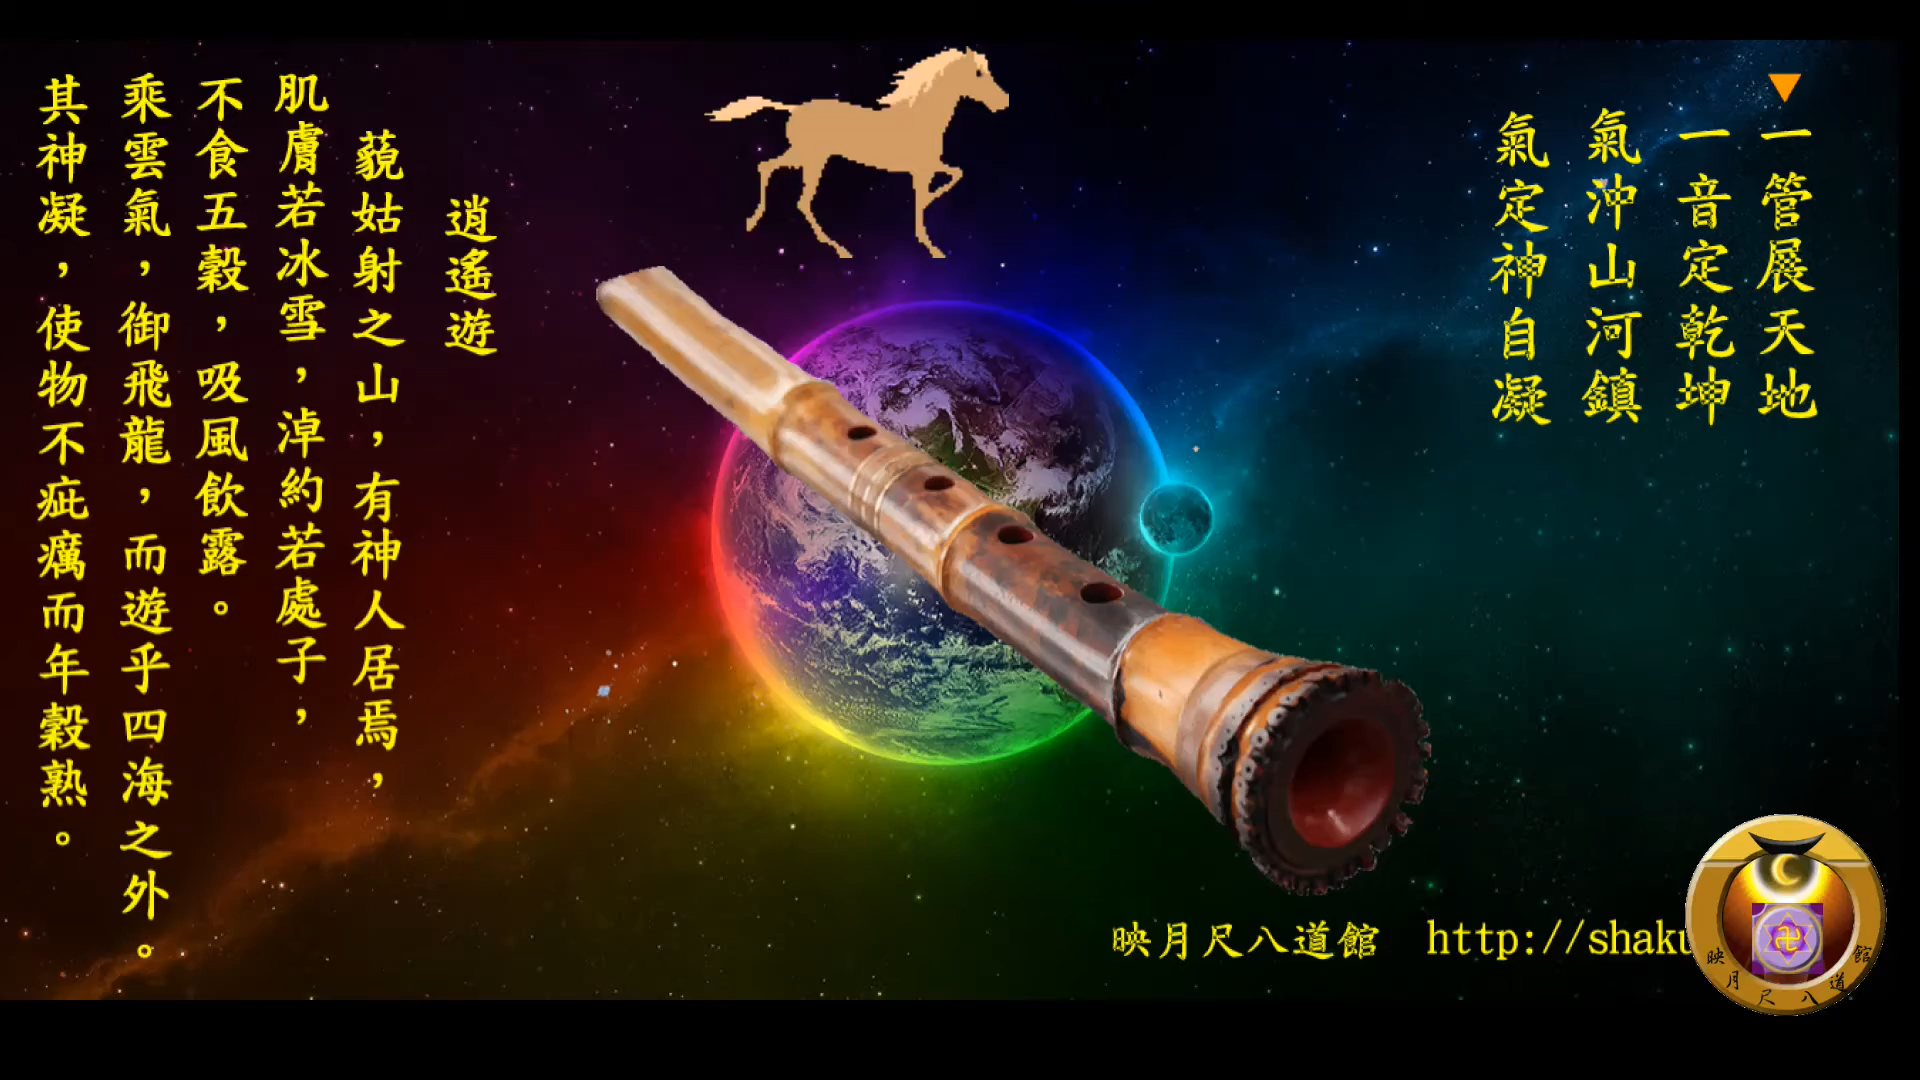 一管展天地
一音定乾坤
氣沖山河鎮
氣定神自凝
逍遙遊
藐姑射之山，有神人居焉，
肌膚若冰雪，淖約若處子，
不食五穀，吸風飲露。
乘雲氣，御飛龍，而遊乎四海之外。
其神凝，使物不疵癘而年穀熟。
映月尺八道館 http://shaku
映月尺八道館